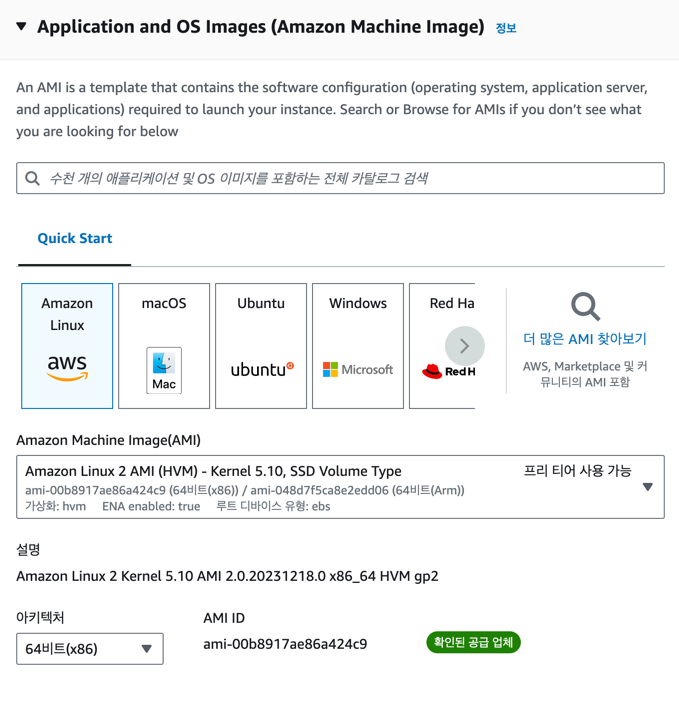 Application and OS Images (Amazon Machine Image) 정보
An AMI is a template that contains the software configuration (operating system, application server,
and applications) required to launch your instance. Search or Browse for AMIs if you don’t see what
you are looking for below
수천 개의 애플리케이션 및 OS 이미지를 포함하는 전체 카탈로그 검색
Quick Start
Amazon
Linux
aws
macOS
Mac
Ubuntu
ubuntu
Windows
Microsoft
Red Ha
Red H
더 많은 AMI 찾아보기
AWS, Marketplace 및 커
뮤니티의 AMI 포함
Amazon Machine Image(AMI)
Amazon Linux 2 AMI (HVM) - Kernel 5.10, SSD Volume Type 프리 티어 사용 가능
ami-00b8917ae86a424c9 (64비트(x86)) / ami-048d7f5ca8e2edd06 (64비트(Arm))
가상화: hvm ENA enabled: true 루트 디바이스 유형: ebs
설명
Amazon Linux 2 Kernel 5.10 AMI 2.0.20231218.0 x86_64 HVM gp2
아키텍처 AMI ID
64비트(x86) ami-00b8917ae86a424c9 확인된 공급 업체